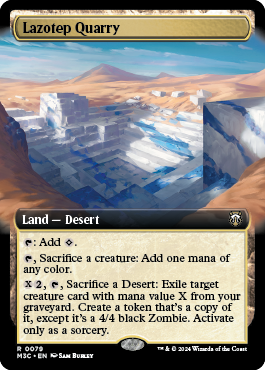 Lazotep Quarry
Land — Desert
: Add .
, Sacrifice a creature: Add one mana of
any color.
X 2, , Sacrifice a Desert: Exile target
creature card with mana value X from your
graveyard. Create a token that's a copy of
it, except it's a 4/4 black Zombie. Activate
only as a sorcery.
R 0079
M3C • EN Sam Burley
™ & © 2024 Wizards of the Coast